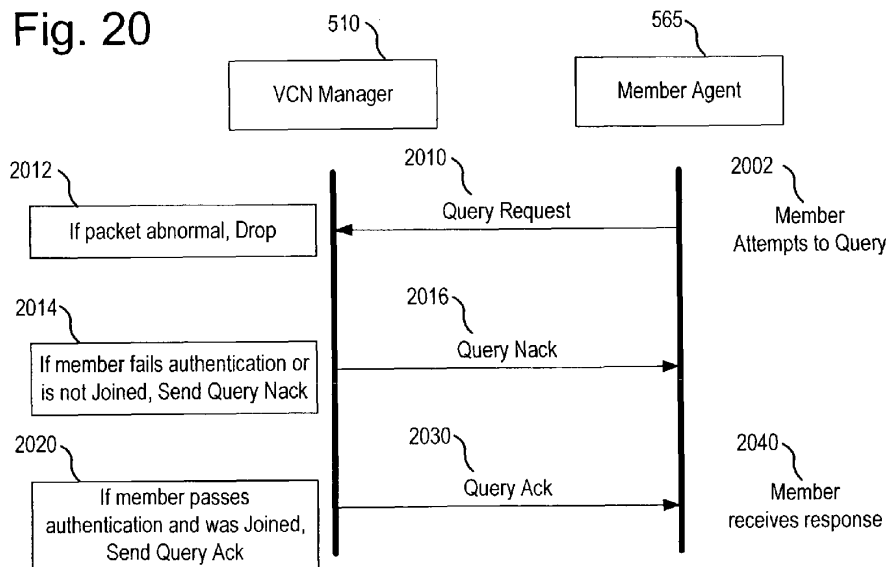 Fig. 20
510
565
VCN Manager
Member Agent
2012
2010
2002
If packet abnormal, Drop
Query Request
Member
Attempts to Query
2014
2016
If member fails authentication or
is not Joined, Send Query Nack
Query Nack
2020
2030
2040
If member passes
authentication and was Joined,
Send Query Ack
Query Ack
Member
receives response